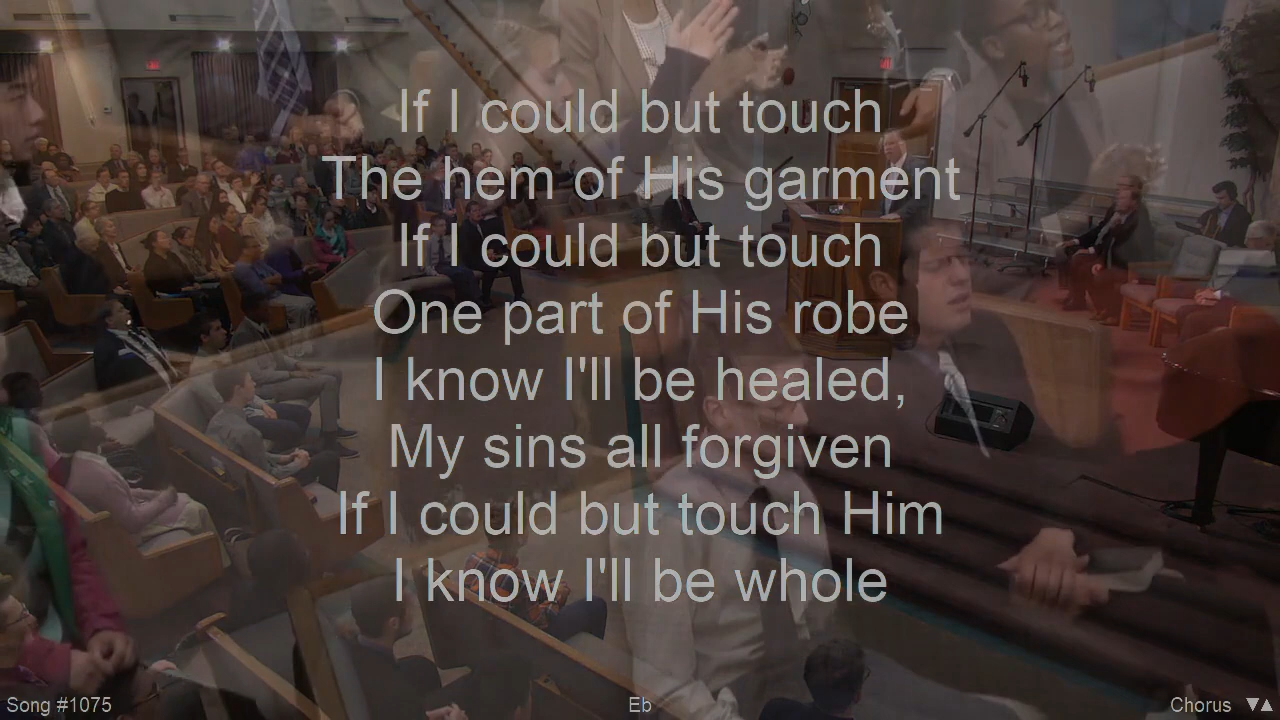 If I could but touch
The hem of His garment
If I could but touch
One part of His robe
I know I'll be healed,
My sins all forgiven
If I could but touch Him
I know I'll be whole
Song #1075
Eb
Chorus ▼▲